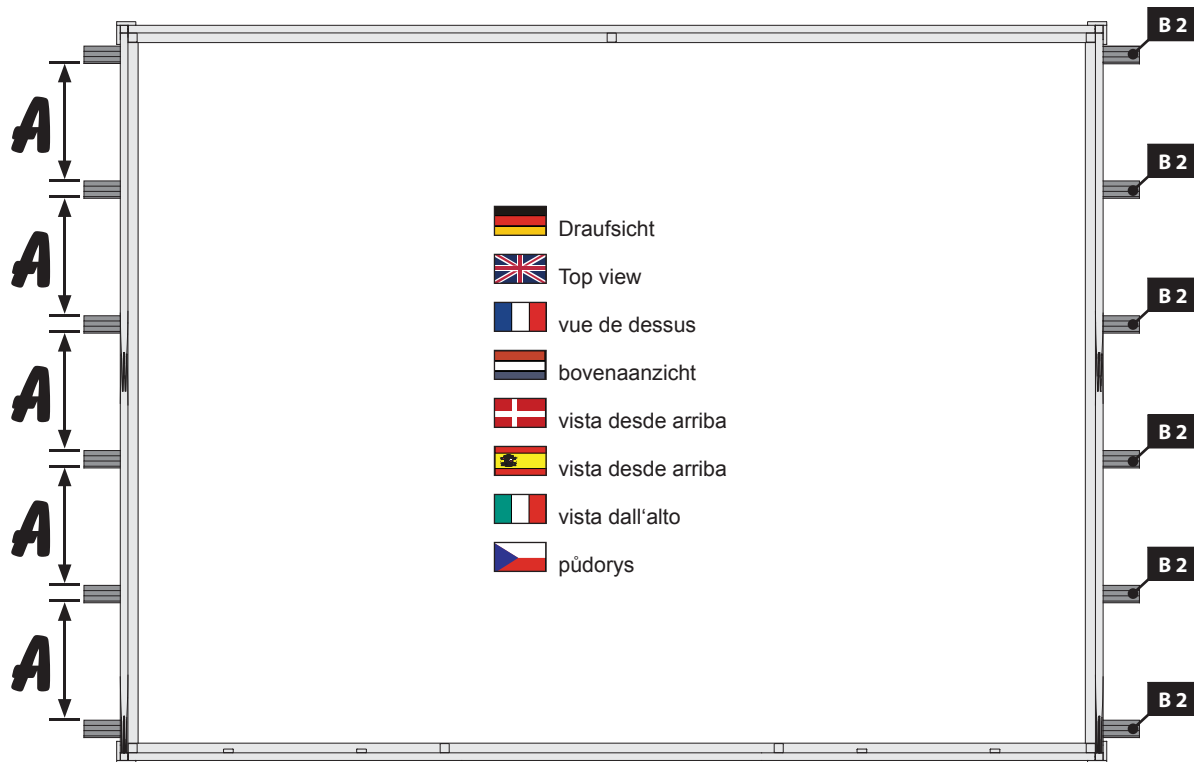 B 2
A
B 2
A
Draufsicht
Top view
B 2
vue de dessus
bovenaanzicht
A
vista desde arriba
B 2
vista desde arriba
vista dall‘alto
A
půdorys
B 2
A
B 2